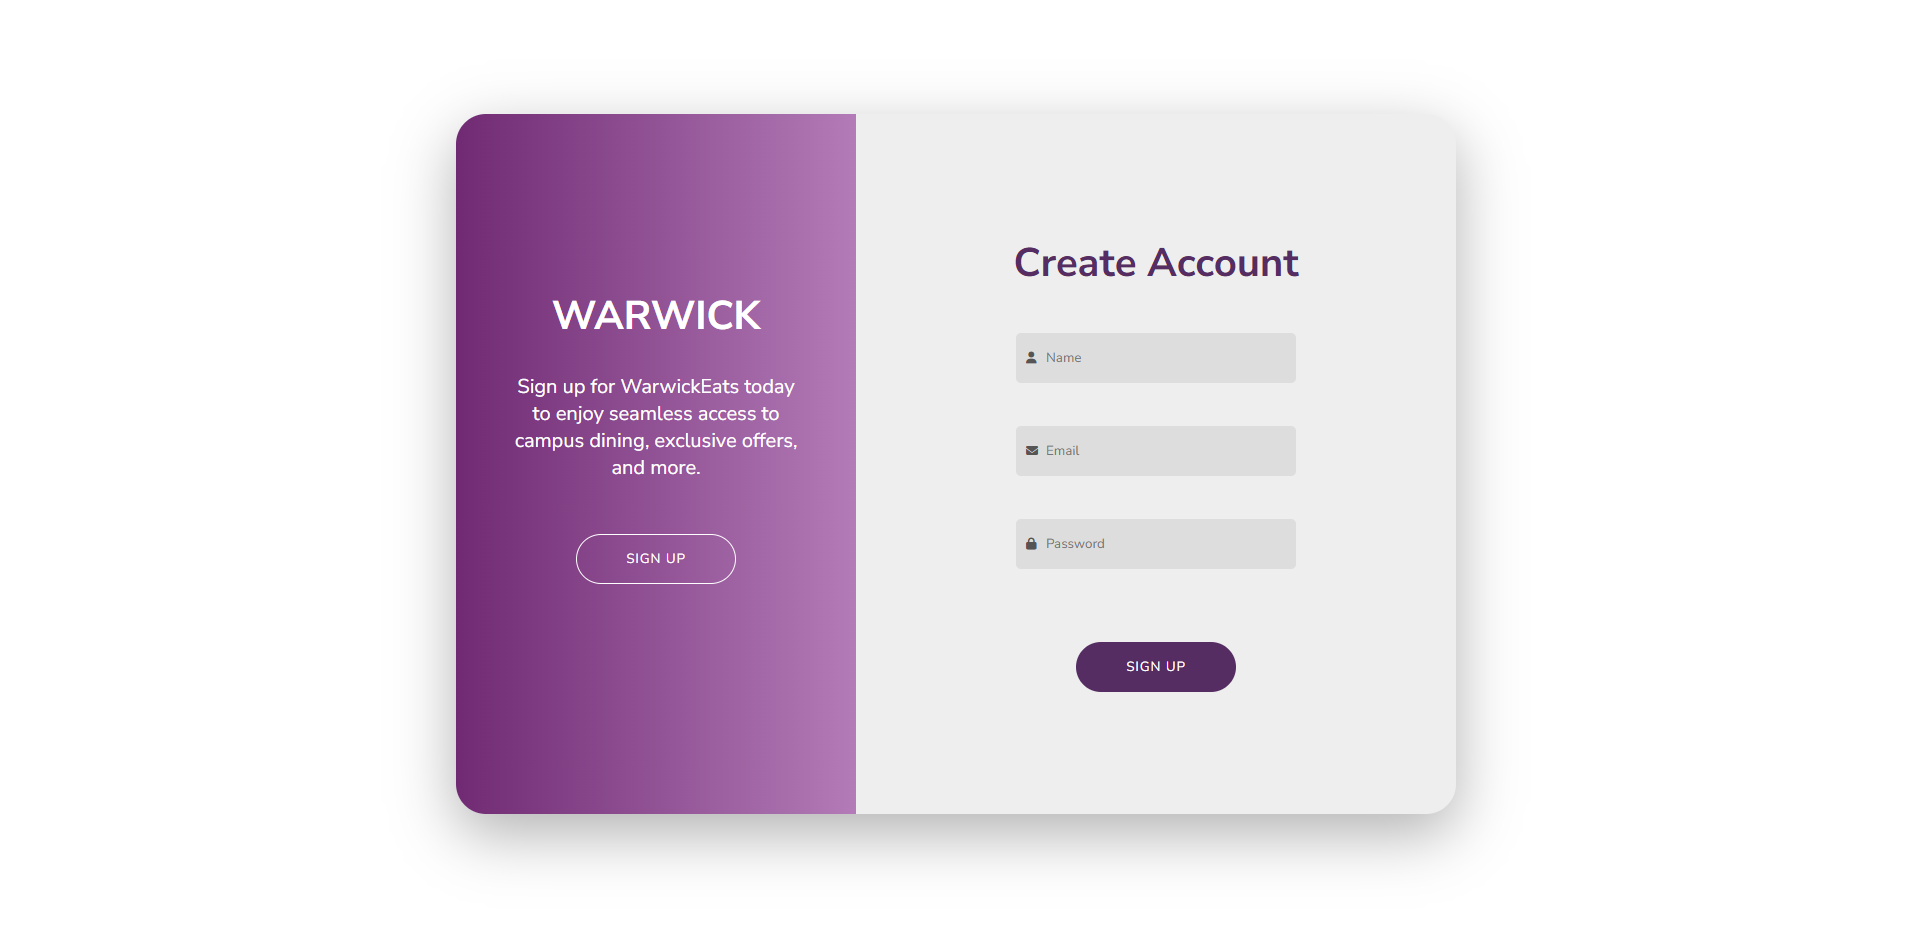 WARWICK
Sign up for WarwickEats today
to enjoy seamless access to
campus dining, exclusive offers,
and more.
SIGN UP
Create Account
Name
Email
Password
SIGN UP